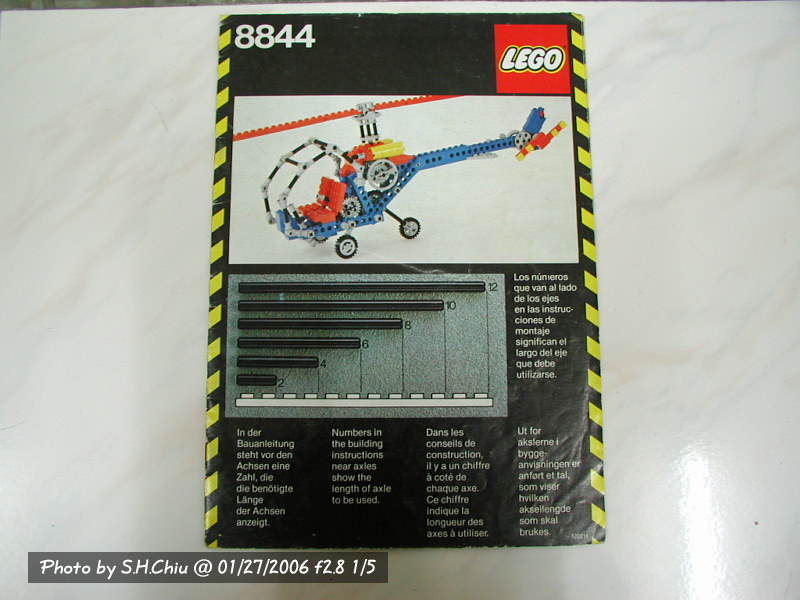 8844
LEGO
12
10
8
6
4
2
Los números
que van al lado
de los ejes
en las instruc-
ciones de
montaje
significan el
largo del eje
que debe
utilizarse.
In der
Bauanleitung
steht vor den
Achsen eine
Zahl, die
die benötigte
Länge
der Achsen
anzeigt.
Numbers in
the building
instructions
near axles
show the
length of axle
to be used.
Dans les
conseils de
construction,
il y a un chiffre
à coté de
chaque axe.
Ce chiffre
indique la
longueur des
axes à utiliser.
Ut for
akslerne i
bygge-
anvisningen er
anført et tal,
som viser
hvilken
aksellengde
som skal
brukes.
Photo by S.H.Chiu @ 01/27/2006 f2.8 1/5